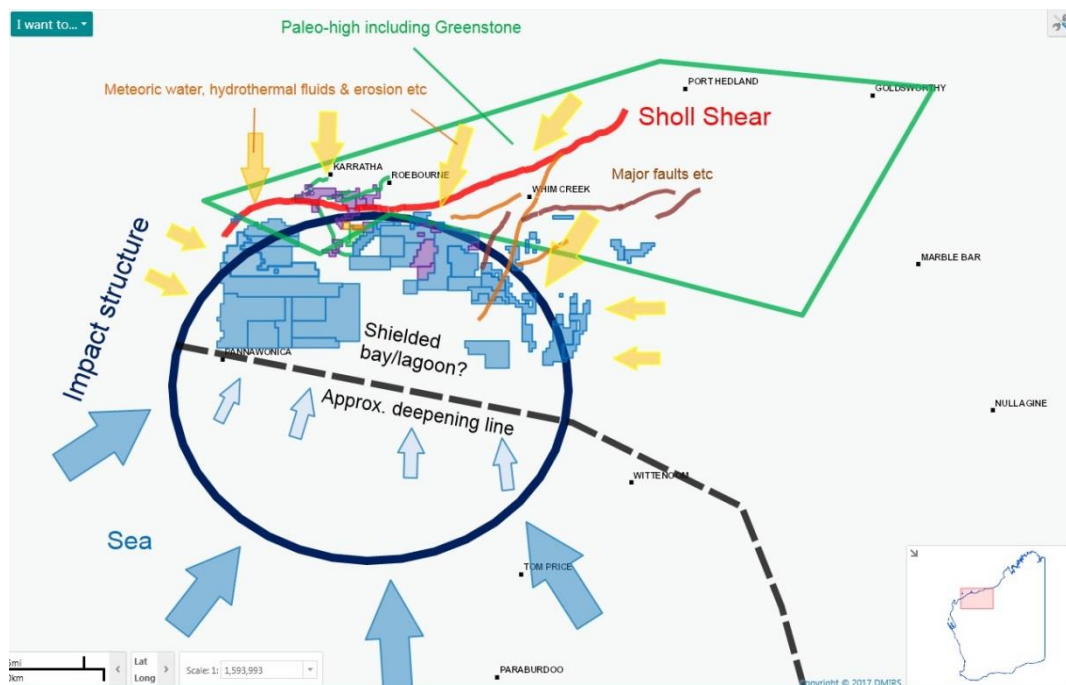 I want to...
Paleo-high including Greenstone
PORT HEDLAND
GOLDSWORTHY
Meteoric water, hydrothermal fluids & erosion etc
Sholl Shear
KARRATHA
ROEBOURNE
WHIM CREEK
Major faults etc
MARBLE BAR
Impact structure
Shielded
bay/lagoon?
PANNAWONICA
Approx. deepening line
NULLAGINE
WITTENOOM
Sea
TOM PRICE
Lat
Long
Scale: 1: 1,593,993
PARABURDOO
Copyright © 2017 DMIRS